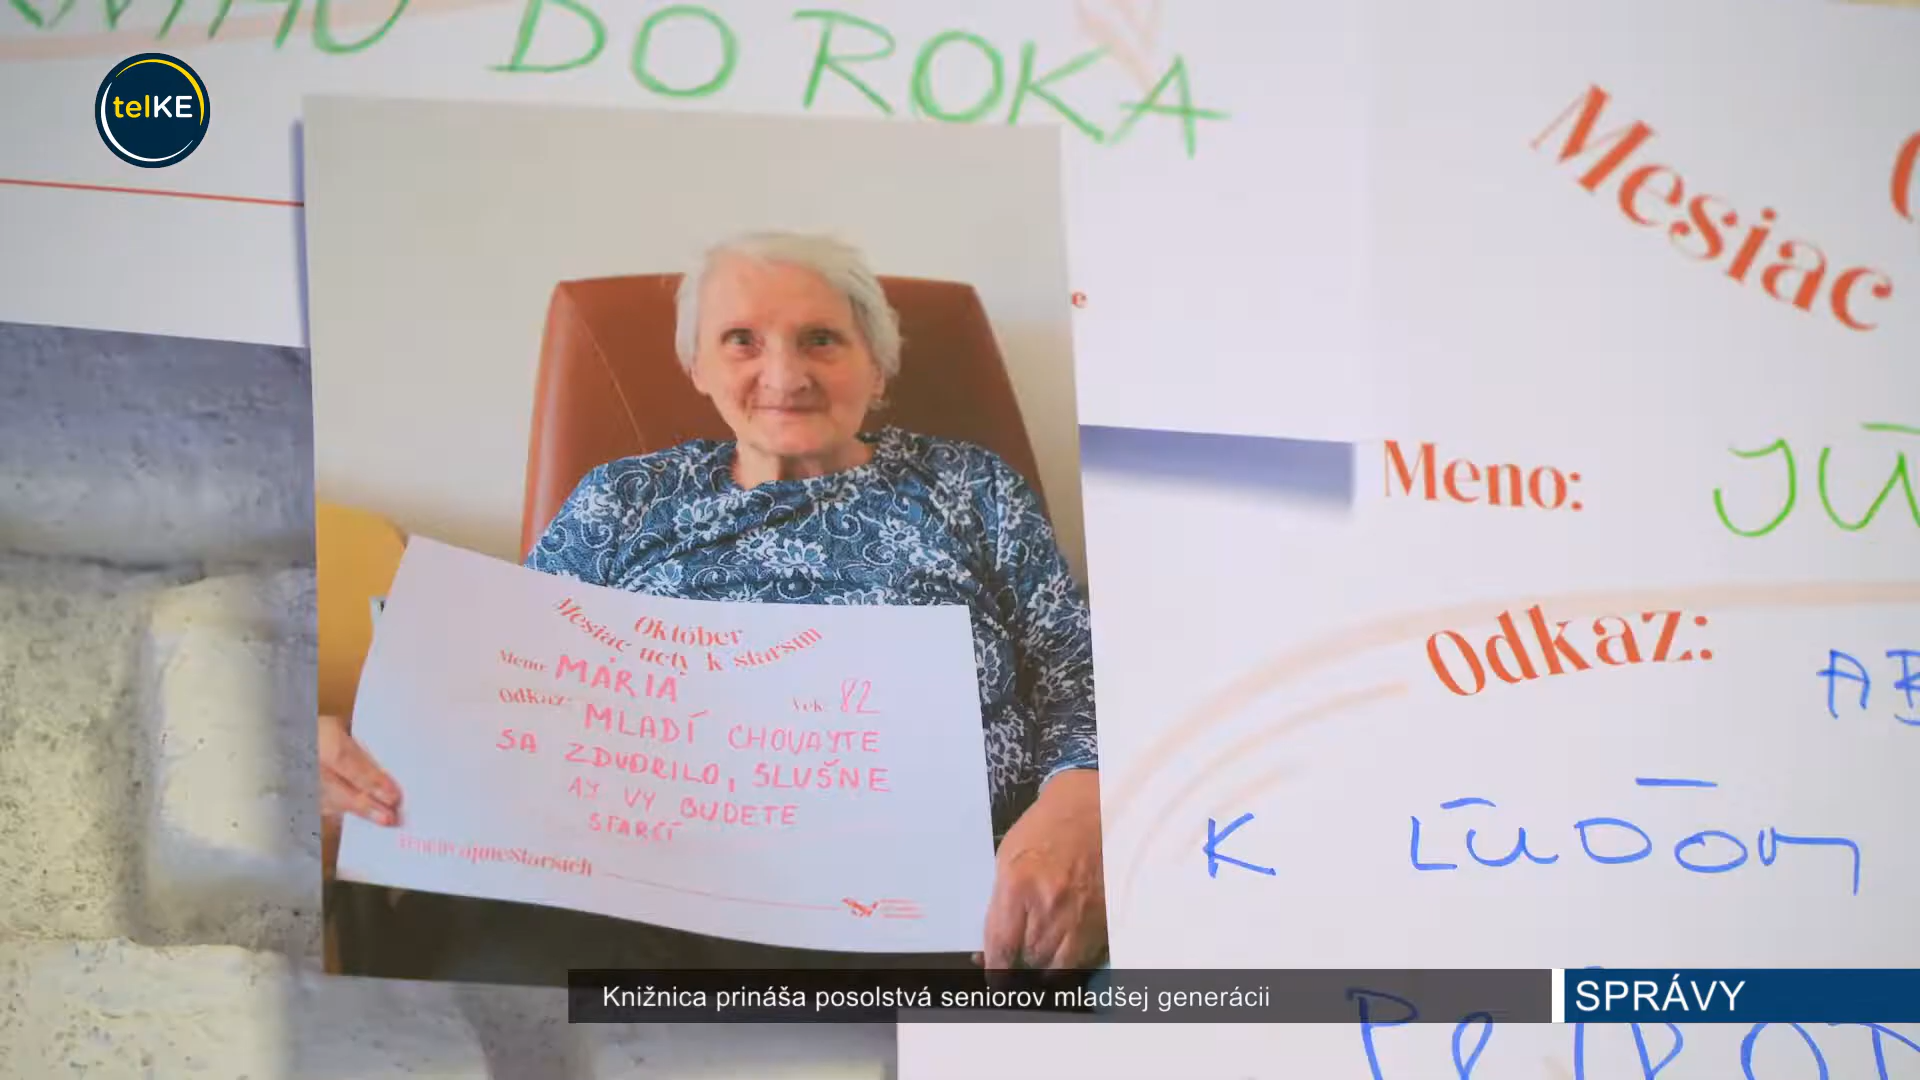 DO ROKA
telKE
Mesiac
Meno:
Odkaz:
K ĽUĎOM
Október
Mesiac úcty k starším
Meno: MÁRIA Vek: 82
Odkaz: MLADÍ CHOVAJTE
SA ZDVORILO, SLUŠNE
AJ VY BUDETE
STARÍ
Knižnica prináša posolstvá seniorov mladšej generácii
SPRÁVY